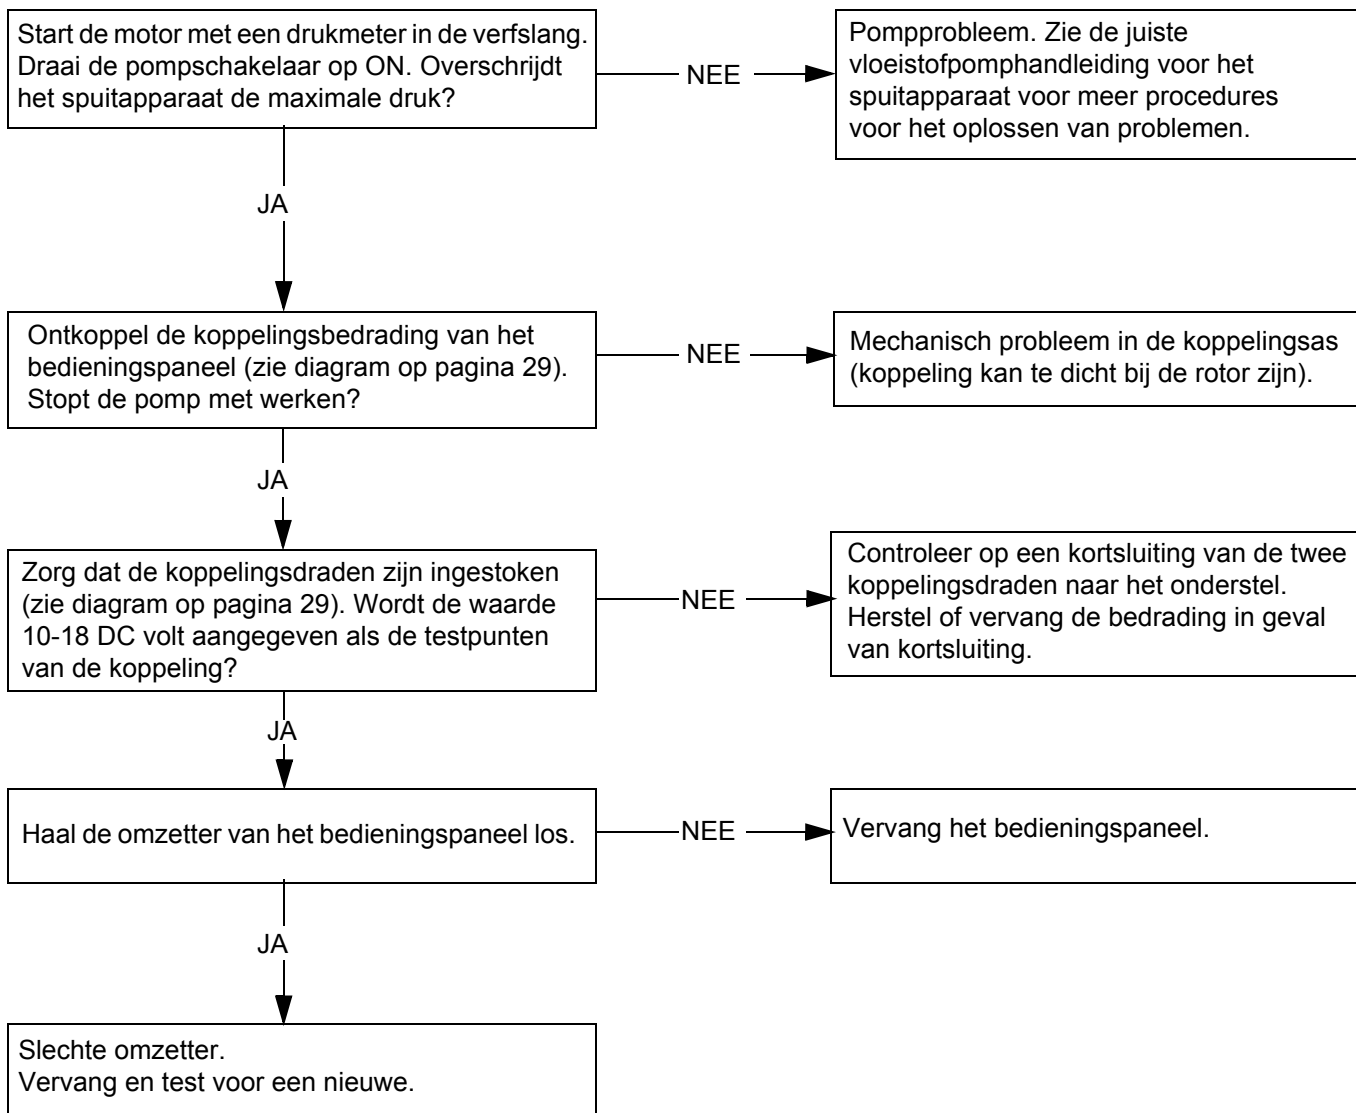 Start de motor met een drukmeter in de verfslang.
Draai de pompschakelaar op ON. Overschrijdt
het spuitapparaat de maximale druk?
NEE
Pompprobleem. Zie de juiste
vloeistofpomphandleiding voor het
spuitapparaat voor meer procedures
voor het oplossen van problemen.
JA
Ontkoppel de koppelingsbedrading van het
bedieningspaneel (zie diagram op pagina 29).
Stopt de pomp met werken?
NEE
Mechanisch probleem in de koppelingsas
(koppeling kan te dicht bij de rotor zijn).
JA
Zorg dat de koppelingsdraden zijn ingestoken
(zie diagram op pagina 29). Wordt de waarde
10-18 DC volt aangegeven als de testpunten
van de koppeling?
NEE
Controleer op een kortsluiting van de twee
koppelingsdraden naar het onderstel.
Herstel of vervang de bedrading in geval
van kortsluiting.
JA
Haal de omzetter van het bedieningspaneel los.
NEE
Vervang het bedieningspaneel.
JA
Slechte omzetter.
Vervang en test voor een nieuwe.